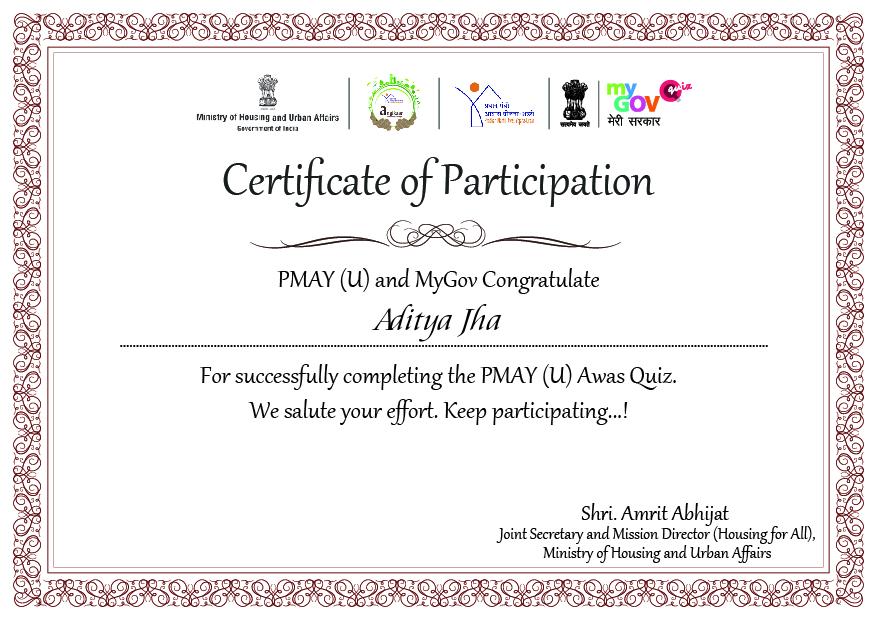 Ministry of Housing and Urban Affairs
Government of India
angikaar
प्रधान मंत्री
आवास योजना-शहरी
सत्यमेव जयते
my
GOV
quiz
मेरी सरकार
Certificate of Participation
PMAY (U) and MyGov Congratulate
Aditya Jha
For successfully completing the PMAY (U) Awas Quiz.
We salute your effort. Keep participating...!
Shri. Amrit Abhijat
Joint Secretary and Mission Director (Housing for All),
Ministry of Housing and Urban Affairs